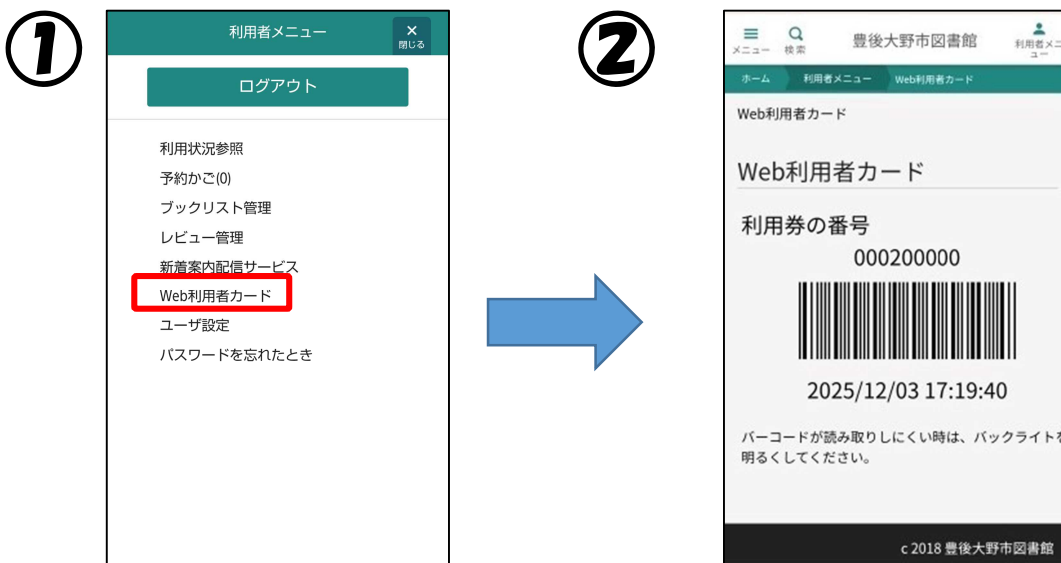 ①
利用者メニュー
×
閉じる
ログアウト
利用状況参照
予約かご(0)
ブックリスト管理
レビュー管理
新着案内配信サービス
Web利用者カード
ユーザ設定
パスワードを忘れたとき
②
メニュー
検索
豊後大野市図書館
利用者メニ
ュー
ホーム 利用者メニュー Web利用者カード
Web利用者カード
Web利用者カード
利用券の番号
000200000
2025/12/03 17:19:40
バーコードが読み取りしにくい時は、バックライトを
明るくしてください。
c 2018 豊後大野市図書館